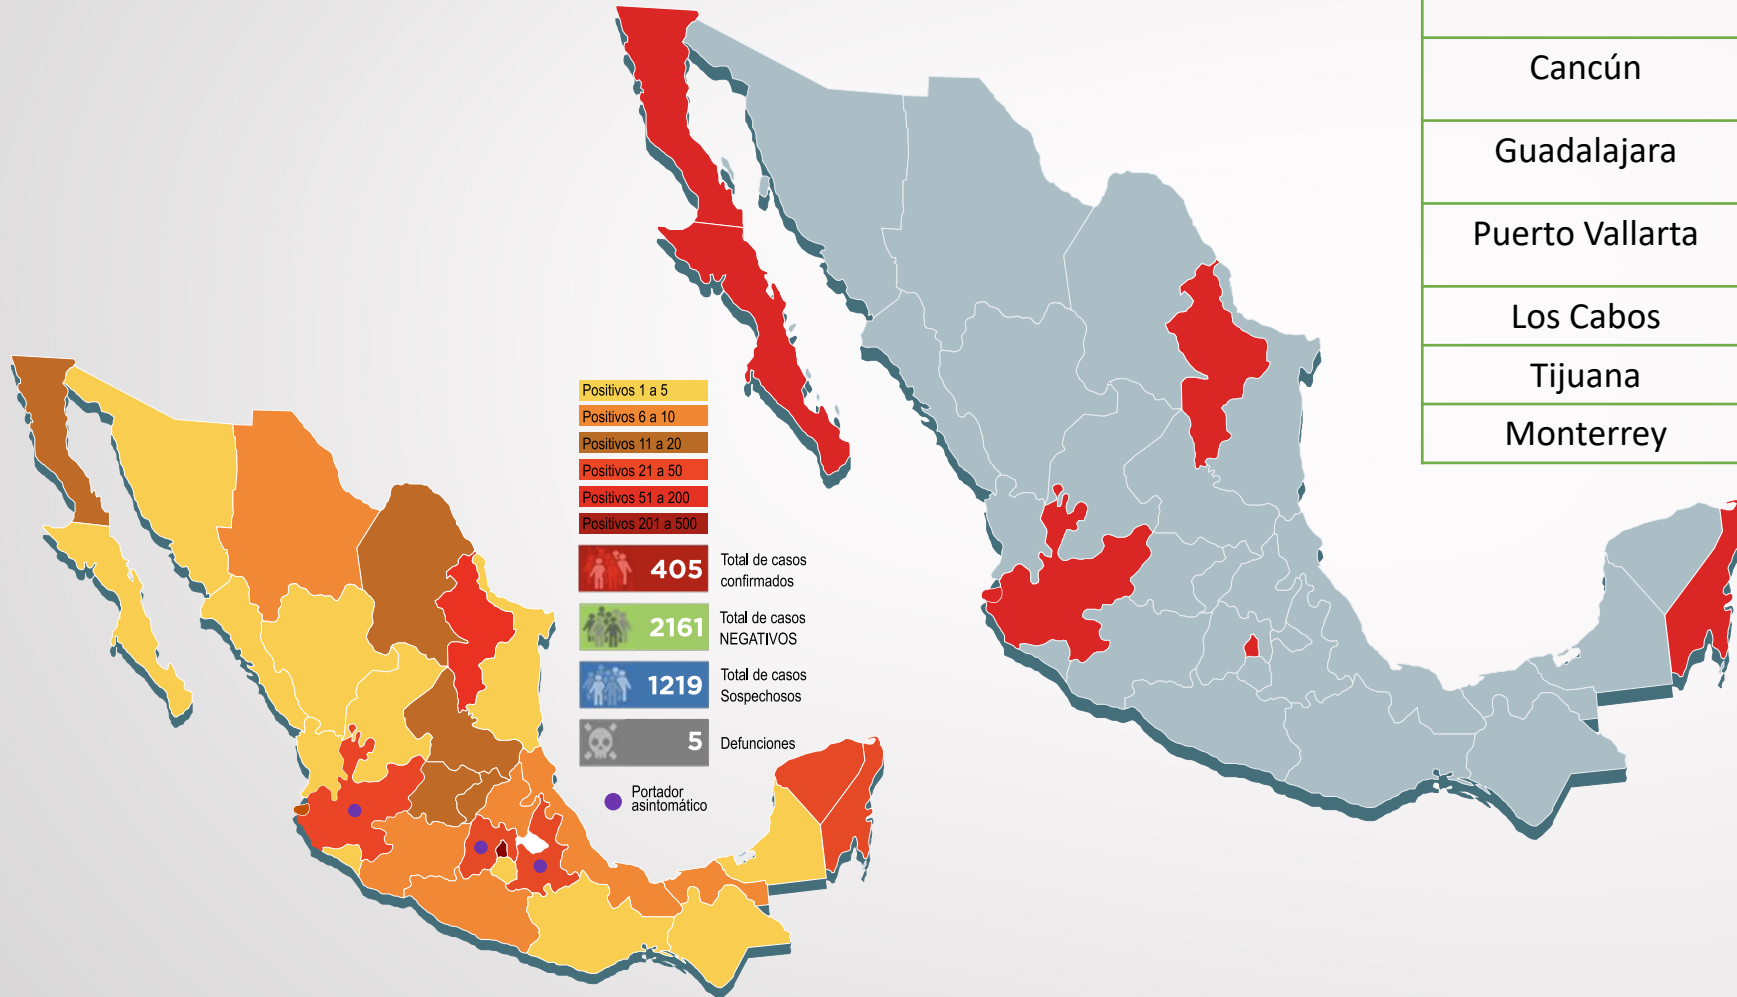 Cancún
Guadalajara
Puerto Vallarta
Los Cabos
Tijuana
Monterrey
Positivos 1 a 5
Positivos 6 a 10
Positivos 11 a 20
Positivos 21 a 50
Positivos 51 a 200
Positivos 201 a 500
405
Total de casos
confirmados
2161
Total de casos
NEGATIVOS
1219
Total de casos
Sospechosos
5
Defunciones
Portador
asintomático